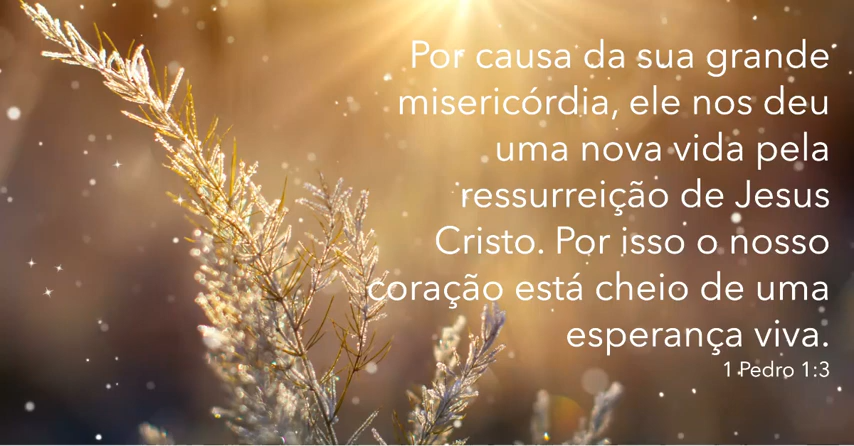 Por causa da sua grande
misericórdia, ele nos deu
uma nova vida pela
ressurreição de Jesus
Cristo. Por isso o nosso
coração está cheio de uma
esperança viva.
1 Pedro 1:3